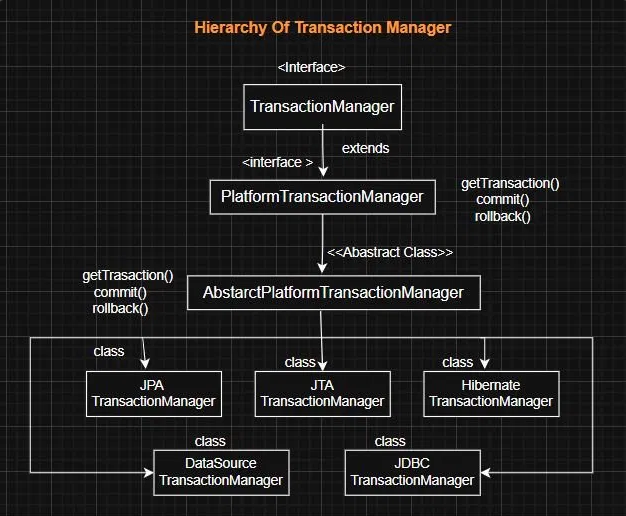 Hierarchy Of Transaction Manager
<Interface>
TransactionManager
extends
<interface >
PlatformTransactionManager
getTransaction()
commit()
rollback()
<<Abastract Class>>
getTrasaction()
commit()
rollback()
AbstarctPlatformTransactionManager
class
JPA
TransactionManager
class
JTA
TransactionManager
class
Hibernate
TransactionManager
class
DataSource
TransactionManager
class
JDBC
TransactionManager